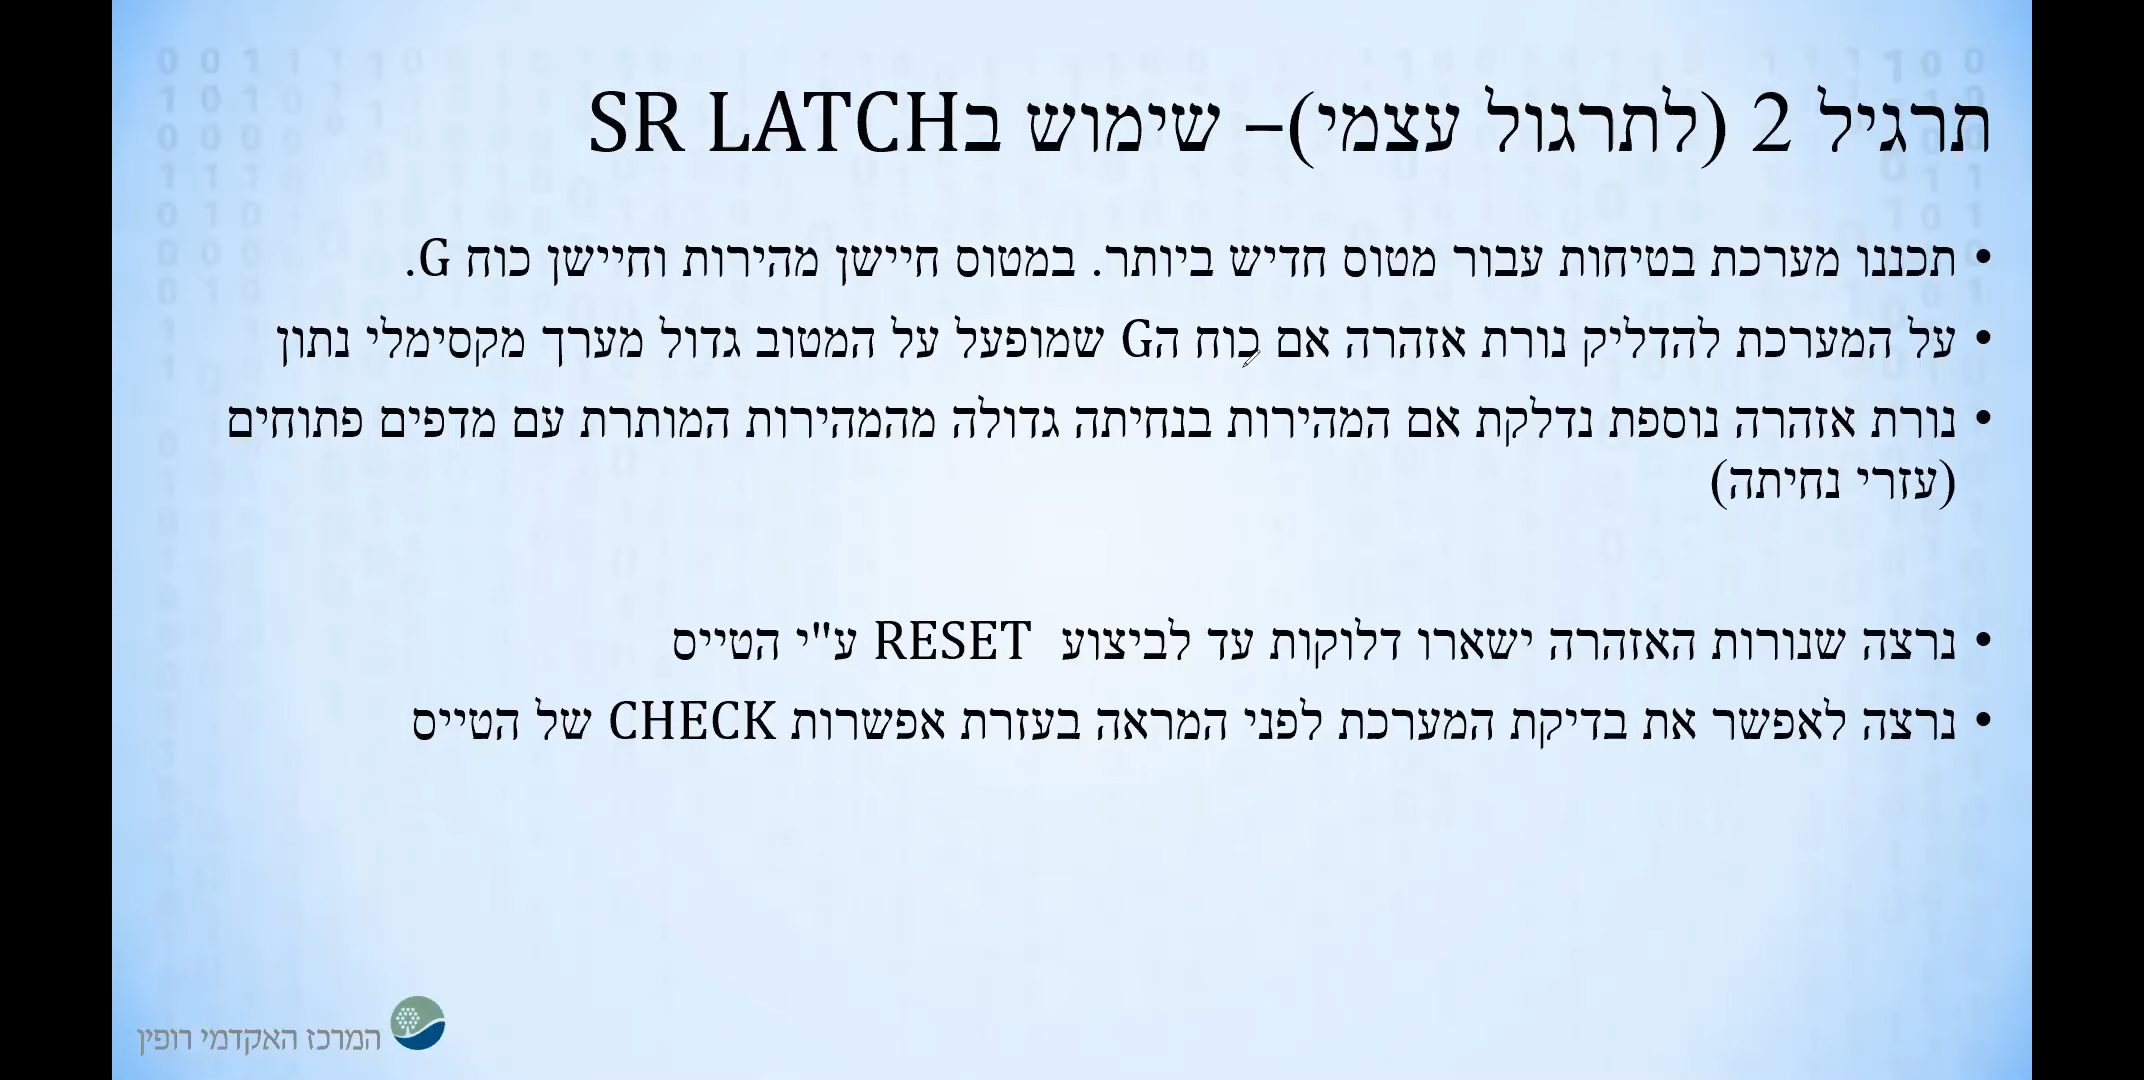 תרגיל 2 (לתרגול עצמי)– שימוש בSR LATCH
• תכננו מערכת בטיחות עבור מטוס חדיש ביותר. במטוס חיישן מהירות וחיישן כוח G.
• על המערכת להדליק נורת אזהרה אם כוח הG שמופעל על המטוב גדול מערך מקסימלי נתון
• נורת אזהרה נוספת נדלקת אם המהירות בנחיתה גדולה מהמהירות המותרת עם מדפים פתוחים
(עזרי נחיתה)
• נרצה שנורות האזהרה ישארו דלוקות עד לביצוע RESET ע"י הטייס
• נרצה לאפשר את בדיקת המערכת לפני המראה בעזרת אפשרות CHECK של הטייס
המרכז האקדמי רופין